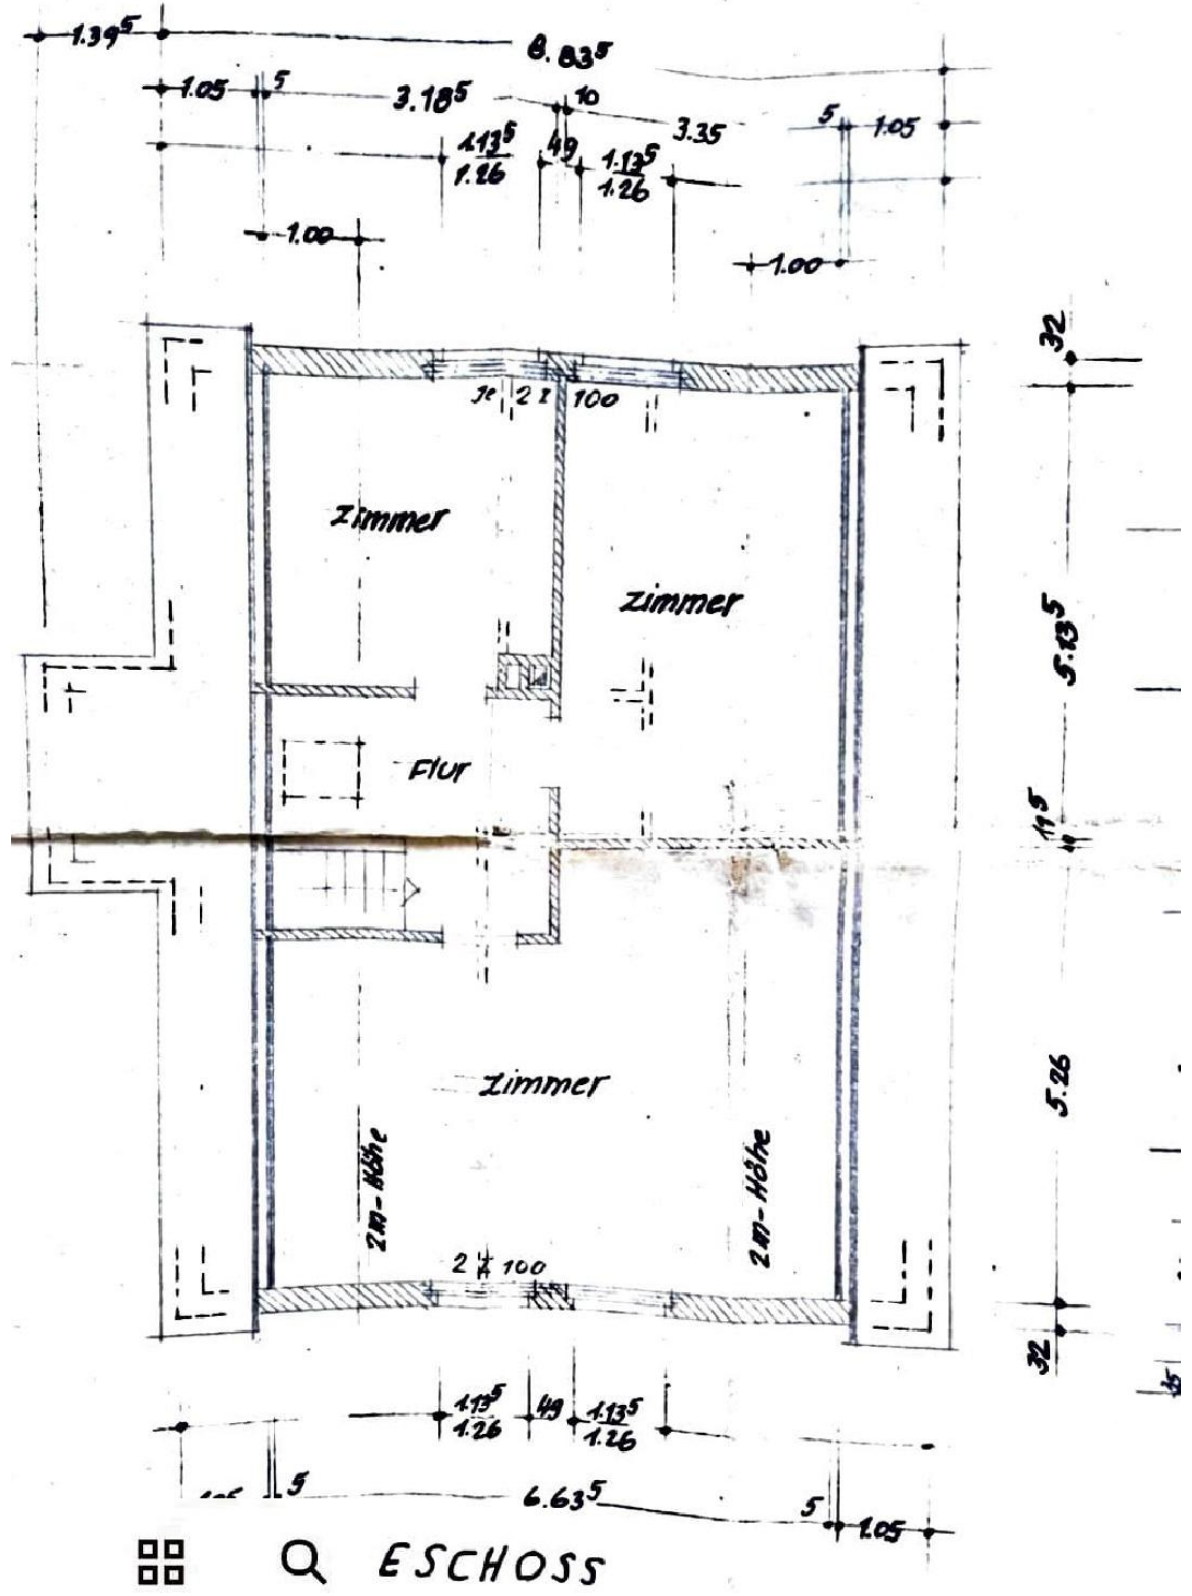 1.39⁵
8.83⁵
1.05 5 3.18⁵ 10 3.35 5 1.05
1.13⁵ 49 1.13⁵
1.26 1.26
1.00 1.00
32
2 I 100
Zimmer
Zimmer
5.13⁵
Flur
11⁵
Zimmer
5.26
2m-Höhe 2m-Höhe
2 I 100
32
1.13⁵ 49 1.13⁵
1.26 1.26
5 6.63⁵ 5 1.05
ESCHOSS